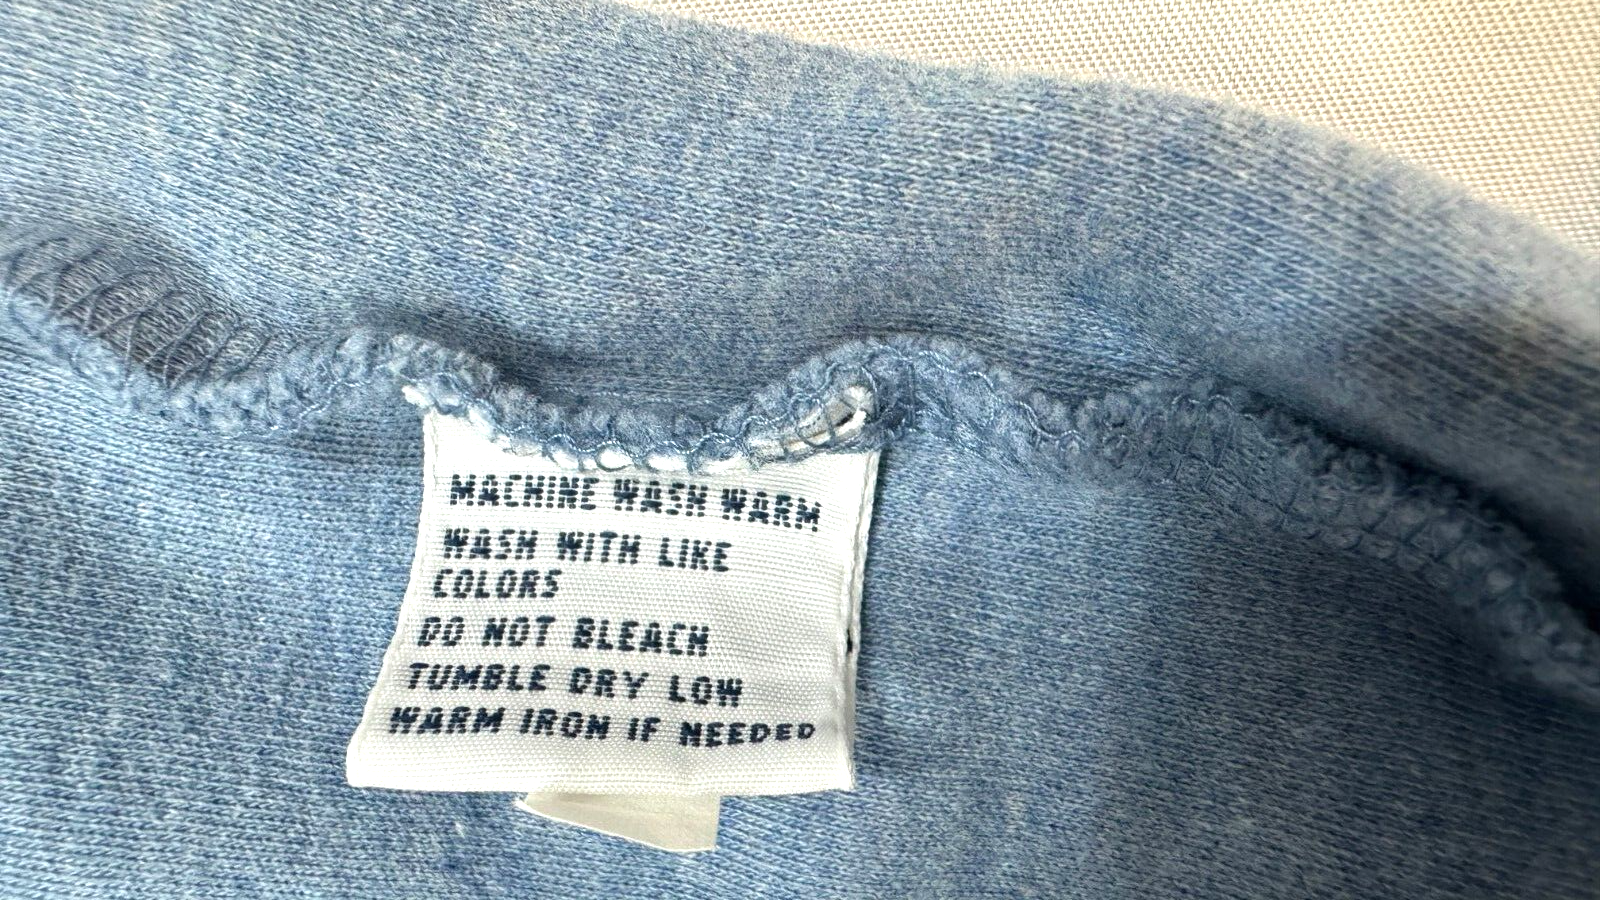 MACHINE WASH WARM
WASH WITH LIKE
COLORS
DO NOT BLEACH
TUMBLE DRY LOW
WARM IRON IF NEEDED